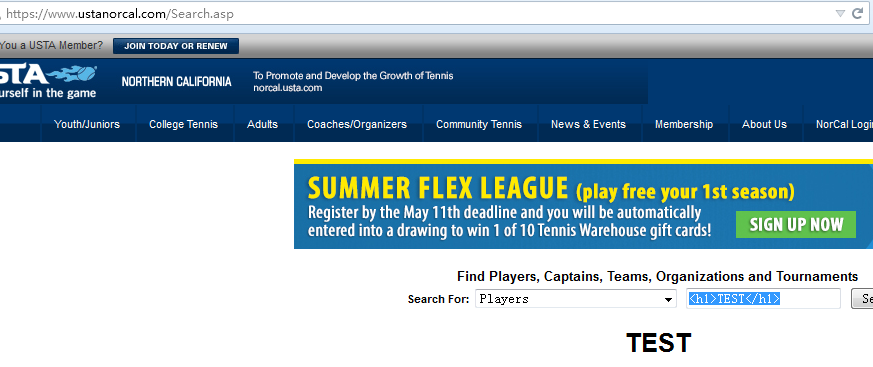 https://www.ustanorcal.com/Search.asp
You a USTA Member? JOIN TODAY OR RENEW
STA
urself in the game
NORTHERN CALIFORNIA
To Promote and Develop the Growth of Tennis
norcal.usta.com
Youth/Juniors College Tennis Adults Coaches/Organizers Community Tennis News & Events Membership About Us NorCal Login
SUMMER FLEX LEAGUE (play free your 1st season)
Register by the May 11th deadline and you will be automatically
entered into a drawing to win 1 of 10 Tennis Warehouse gift cards!
SIGN UP NOW
Find Players, Captains, Teams, Organizations and Tournaments
Search For: Players <h1>TEST</h1> Se
TEST